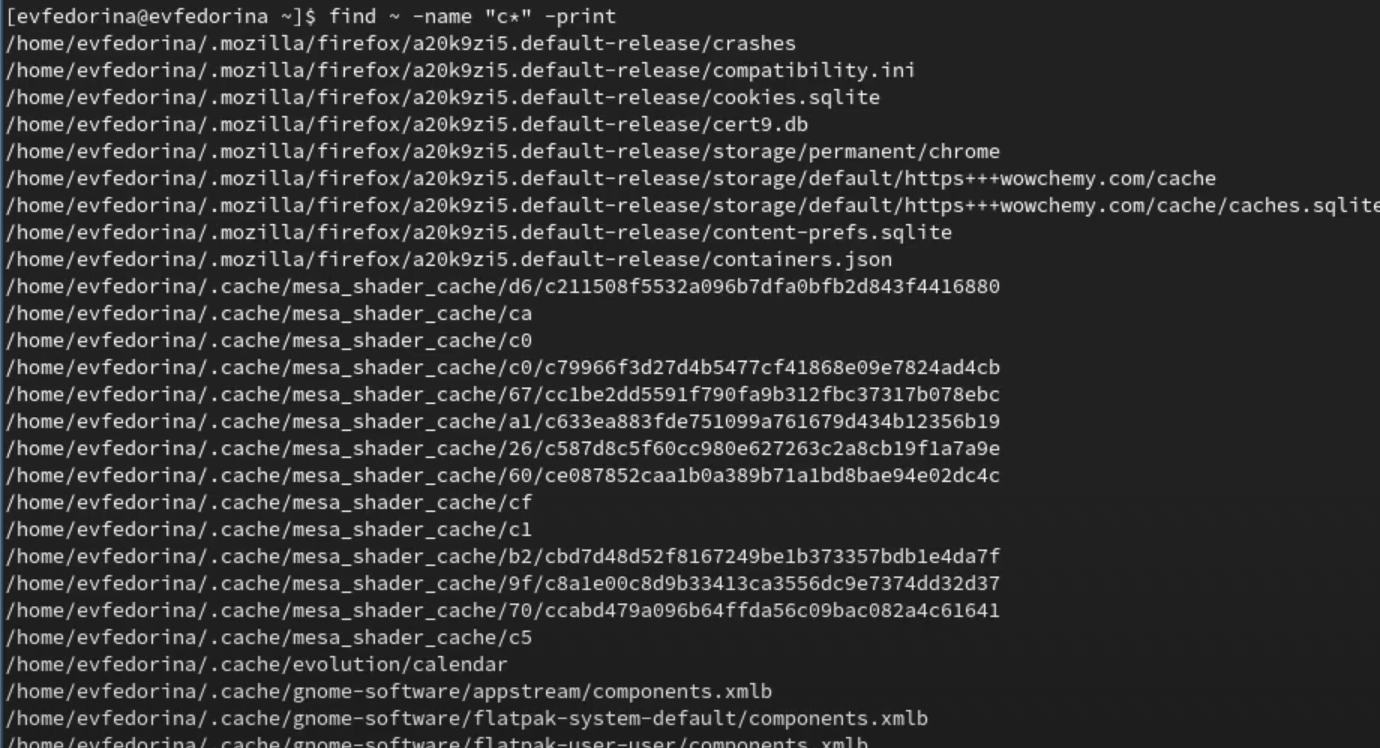 [evfedorina@evfedorina ~]$ find ~ -name "c*" -print
/home/evfedorina/.mozilla/firefox/a20k9zi5.default-release/crashes
/home/evfedorina/.mozilla/firefox/a20k9zi5.default-release/compatibility.ini
/home/evfedorina/.mozilla/firefox/a20k9zi5.default-release/cookies.sqlite
/home/evfedorina/.mozilla/firefox/a20k9zi5.default-release/cert9.db
/home/evfedorina/.mozilla/firefox/a20k9zi5.default-release/storage/permanent/chrome
/home/evfedorina/.mozilla/firefox/a20k9zi5.default-release/storage/default/https+++wowchemy.com/cache
/home/evfedorina/.mozilla/firefox/a20k9zi5.default-release/storage/default/https+++wowchemy.com/cache/caches.sqlite
/home/evfedorina/.mozilla/firefox/a20k9zi5.default-release/content-prefs.sqlite
/home/evfedorina/.mozilla/firefox/a20k9zi5.default-release/containers.json
/home/evfedorina/.cache/mesa_shader_cache/d6/c211508f5532a096b7dfa0bfb2d843f4416880
/home/evfedorina/.cache/mesa_shader_cache/ca
/home/evfedorina/.cache/mesa_shader_cache/c0
/home/evfedorina/.cache/mesa_shader_cache/c0/c79966f3d27d4b5477cf41868e09e7824ad4cb
/home/evfedorina/.cache/mesa_shader_cache/67/cc1be2dd5591f790fa9b312fbc37317b078ebc
/home/evfedorina/.cache/mesa_shader_cache/a1/c633ea883fde751099a761679d434b12356b19
/home/evfedorina/.cache/mesa_shader_cache/26/c587d8c5f60cc980e627263c2a8cb19f1a7a9e
/home/evfedorina/.cache/mesa_shader_cache/60/ce087852caa1b0a389b71a1bd8bae94e02dc4c
/home/evfedorina/.cache/mesa_shader_cache/cf
/home/evfedorina/.cache/mesa_shader_cache/c1
/home/evfedorina/.cache/mesa_shader_cache/b2/cbd7d48d52f8167249be1b373357bdb1e4da7f
/home/evfedorina/.cache/mesa_shader_cache/9f/c8a1e00c8d9b33413ca3556dc9e7374dd32d37
/home/evfedorina/.cache/mesa_shader_cache/70/ccabd479a096b64ffda56c09bac082a4c61641
/home/evfedorina/.cache/mesa_shader_cache/c5
/home/evfedorina/.cache/evolution/calendar
/home/evfedorina/.cache/gnome-software/appstream/components.xmlb
/home/evfedorina/.cache/gnome-software/flatpak-system-default/components.xmlb
/home/evfedorina/.cache/gnome-software/flatpak-user-user/components.xmlb